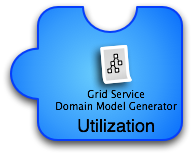 Grid Service
Domain Model Generator
Utilization